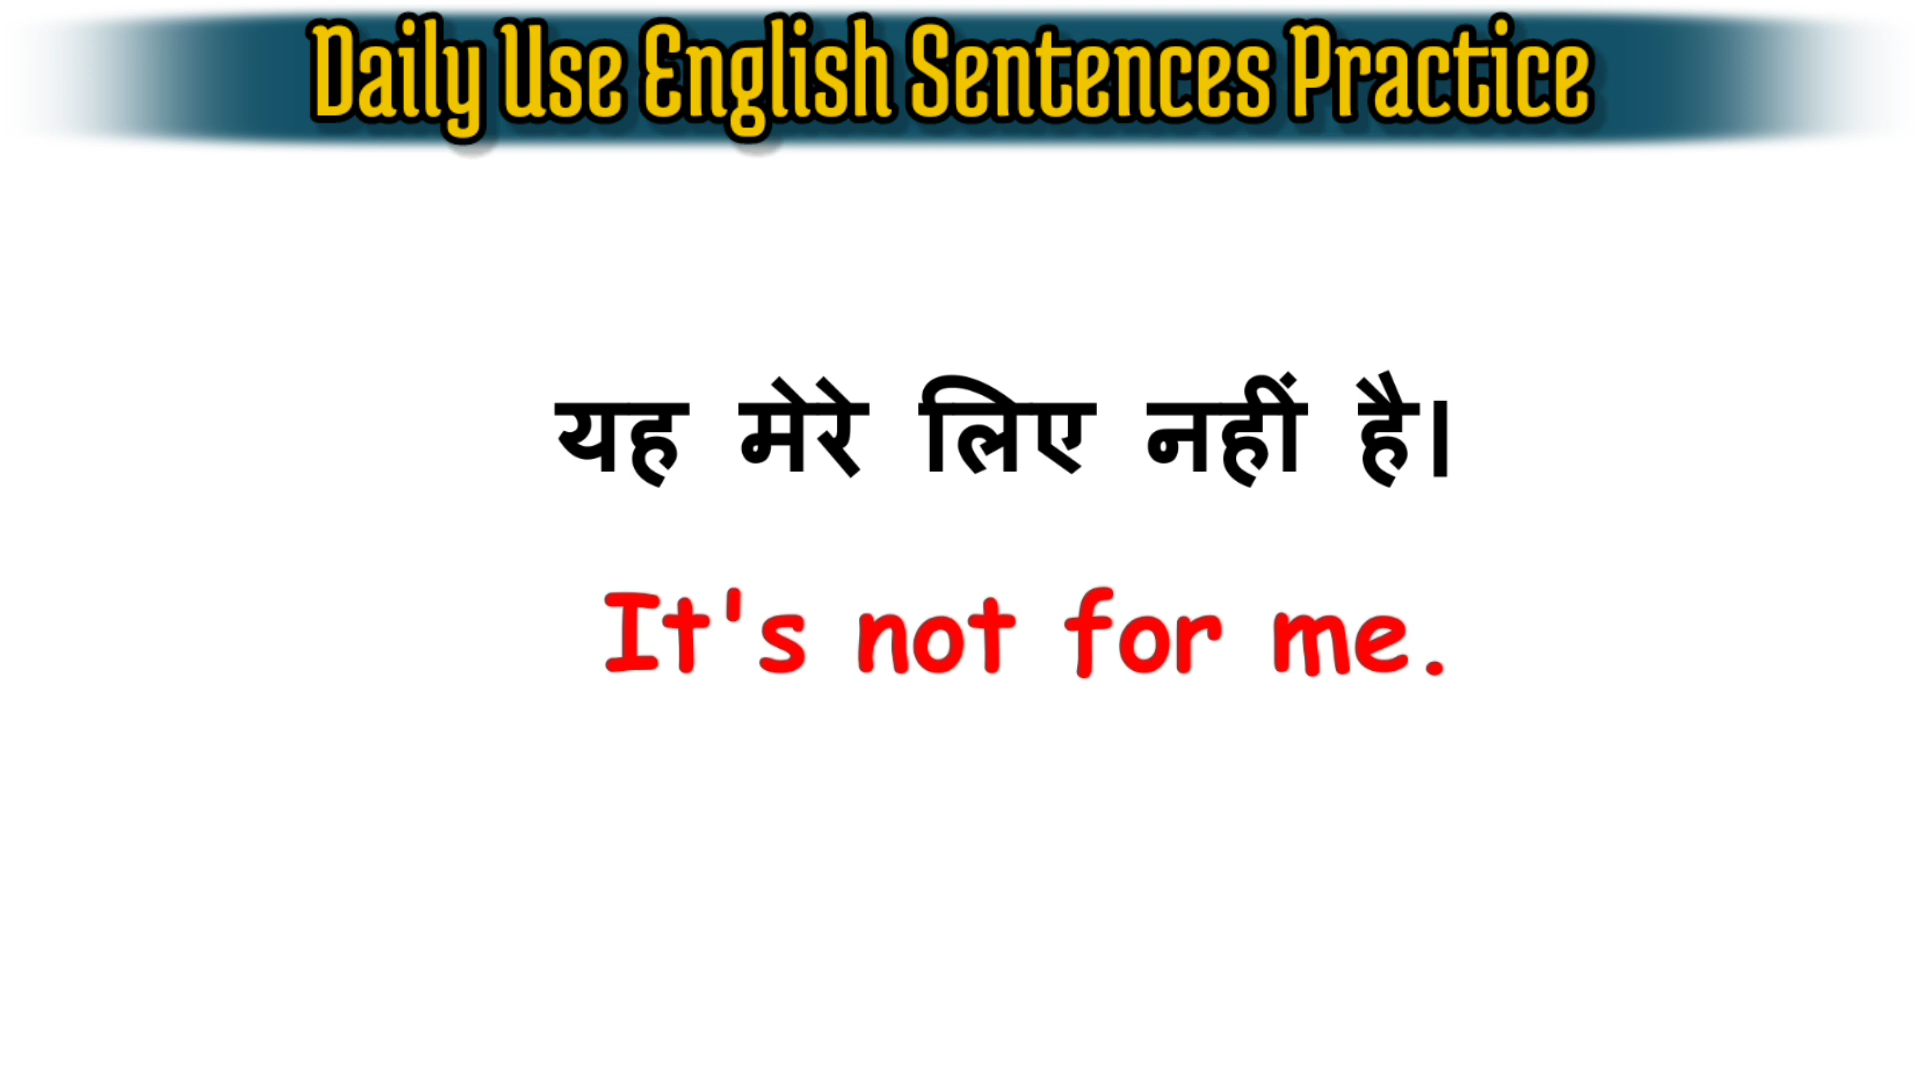 Daily Use English Sentences Practice
यह मेरे लिए नहीं है।
It's not for me.